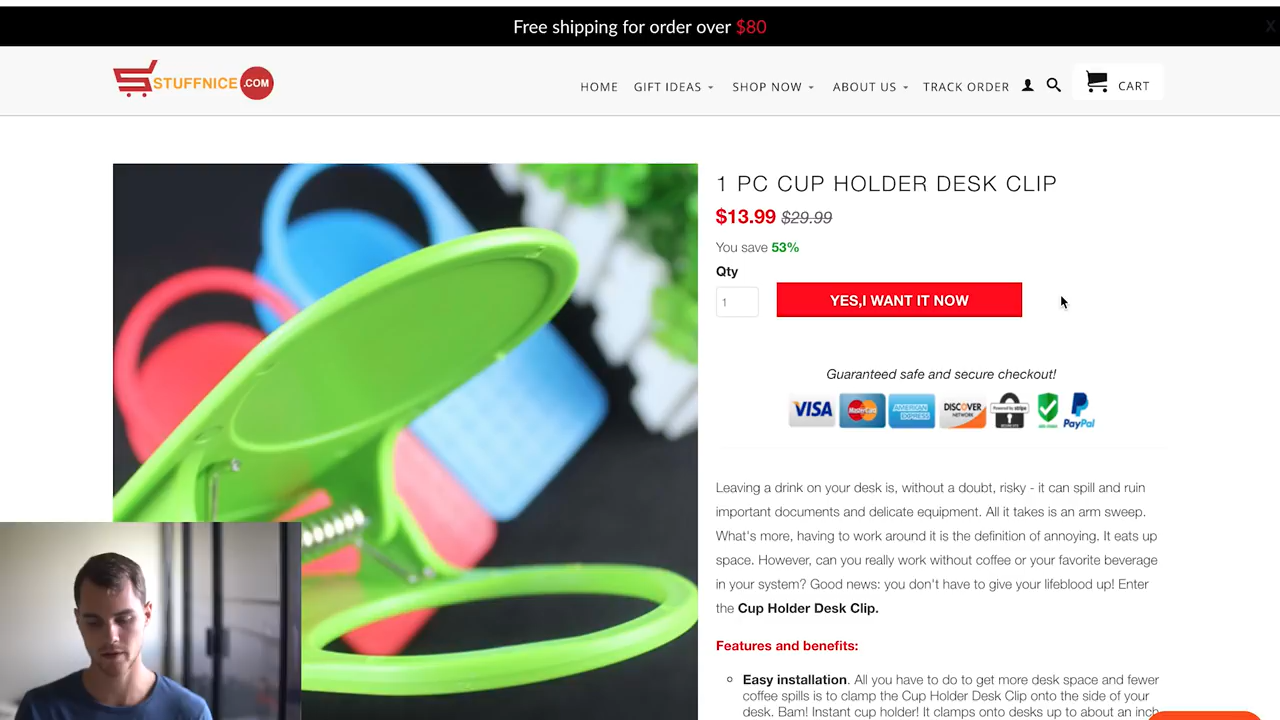 Free shipping for order over $80
X
STUFFNICE .COM
HOME GIFT IDEAS SHOP NOW ABOUT US TRACK ORDER CART
1 PC CUP HOLDER DESK CLIP
$13.99 $29.99
You save 53%
Qty
1 YES,I WANT IT NOW
Guaranteed safe and secure checkout!
VISA MasterCard AMERICAN EXPRESS DISCOVER NETWORK Powered by stripe PayPal
Leaving a drink on your desk is, without a doubt, risky - it can spill and ruin
important documents and delicate equipment. All it takes is an arm sweep.
What's more, having to work around it is the definition of annoying. It eats up
space. However, can you really work without coffee or your favorite beverage
in your system? Good news: you don't have to give your lifeblood up! Enter
the Cup Holder Desk Clip.
Features and benefits:
Easy installation. All you have to do to get more desk space and fewer
coffee spills is to clamp the Cup Holder Desk Clip onto the side of your
desk. Bam! Instant cup holder! It clamps onto desks up to about an inch